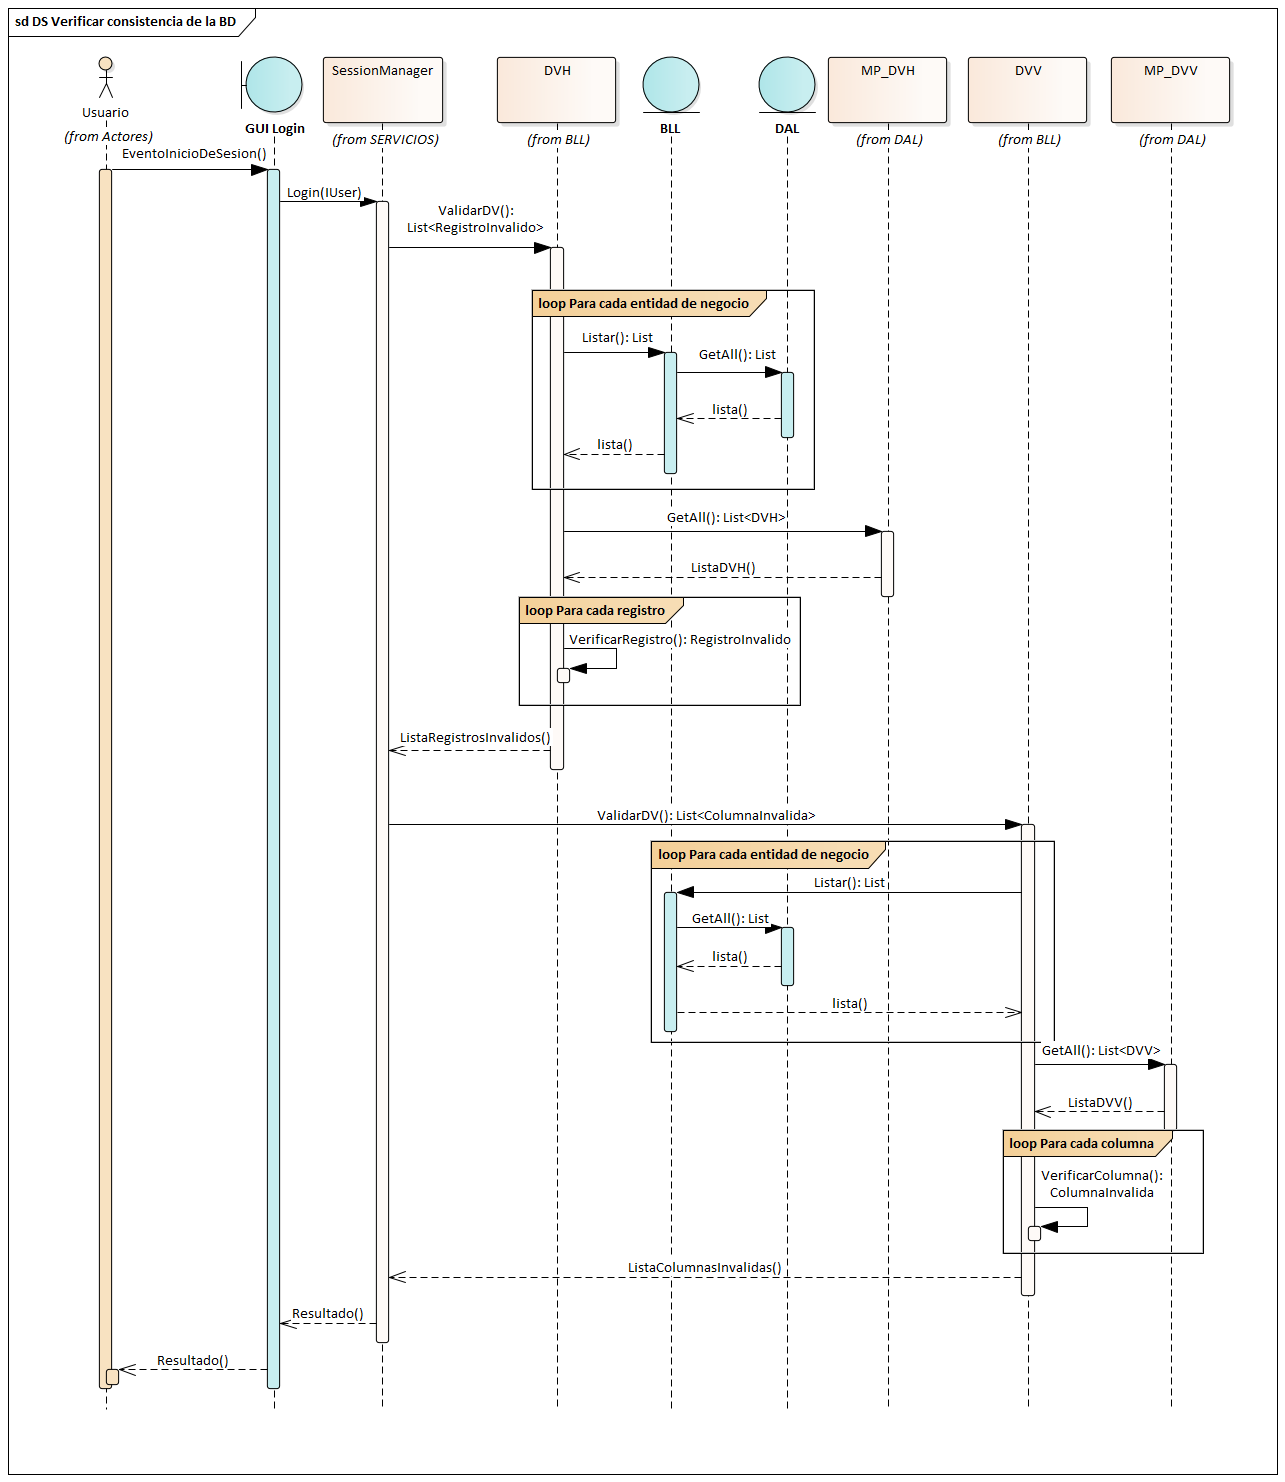 sd DS Verificar consistencia de la BD
Usuario
(from Actores)
GUI Login
SessionManager
(from SERVICIOS)
DVH
(from BLL)
BLL
DAL
MP_DVH
(from DAL)
DVV
(from BLL)
MP_DVV
(from DAL)
EventoInicioDeSesion()
Login(IUser)
ValidarDV():
List<RegistroInvalido>
loop Para cada entidad de negocio
Listar(): List
GetAll(): List
lista()
lista()
GetAll(): List<DVH>
ListaDVH()
loop Para cada registro
VerificarRegistro(): RegistroInvalido
ListaRegistrosInvalidos()
ValidarDV(): List<ColumnaInvalida>
loop Para cada entidad de negocio
Listar(): List
GetAll(): List
lista()
lista()
GetAll(): List<DVV>
ListaDVV()
loop Para cada columna
VerificarColumna():
ColumnaInvalida
ListaColumnasInvalidas()
Resultado()
Resultado()